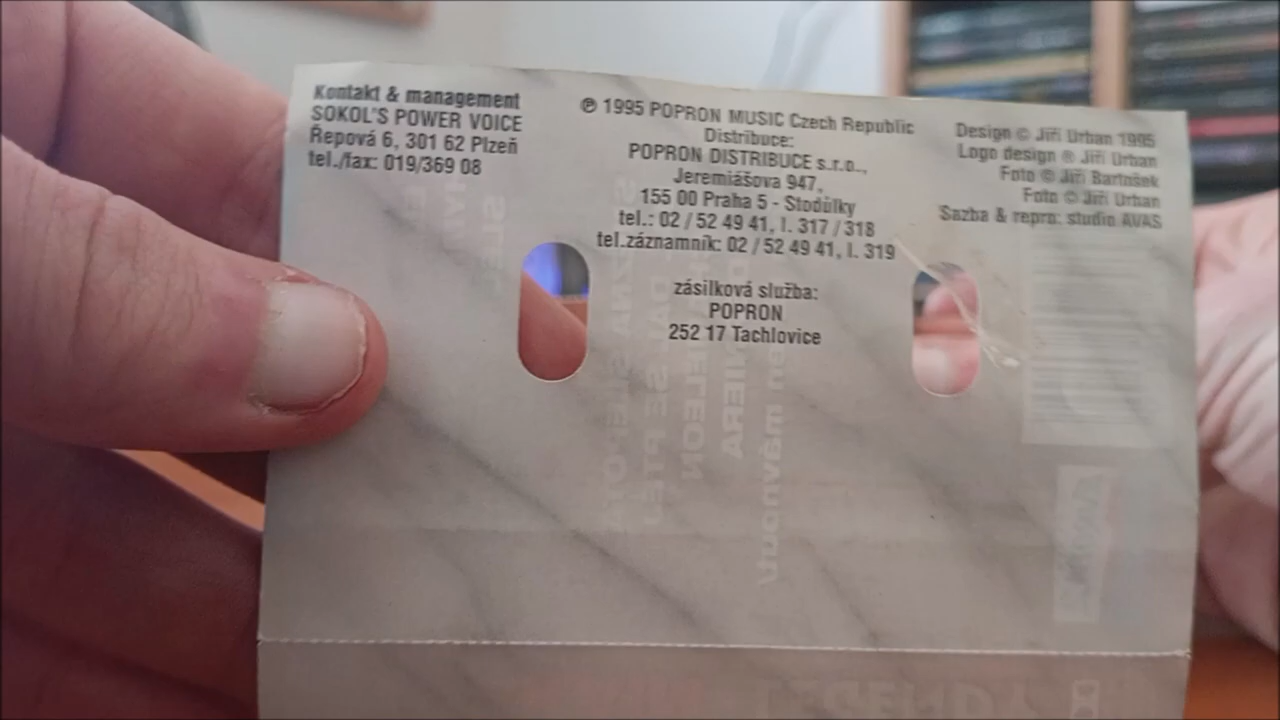 Kontakt & management
SOKOL'S POWER VOICE
Řepová 6, 301 62 Plzeň
tel./fax: 019/369 08
℗ 1995 POPRON MUSIC Czech Republic
Distribuce:
POPRON DISTRIBUCE s.r.o.,
Jeremiášova 947,
155 00 Praha 5 - Stodůlky
tel.: 02 / 52 49 41, l. 317 / 318
tel.záznamník: 02 / 52 49 41, l. 319
zásilková služba:
POPRON
252 17 Tachlovice
Design © Jiří Urban 1995
Logo design ® Jiří Urban
Foto © Jiří Bartošek
Foto © Jiří Urban
Sazba & repro: studio AVAS